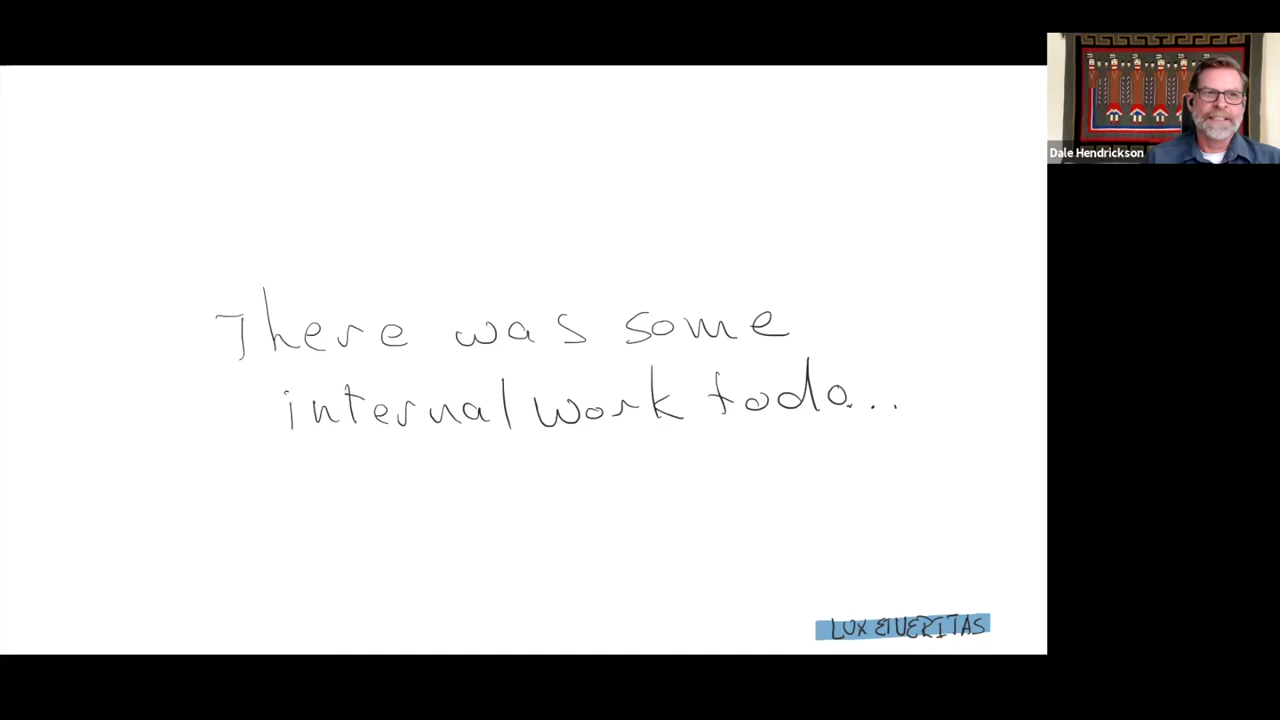 There was some
internal work to do...
LUX ET VERITAS
Dale Hendrickson